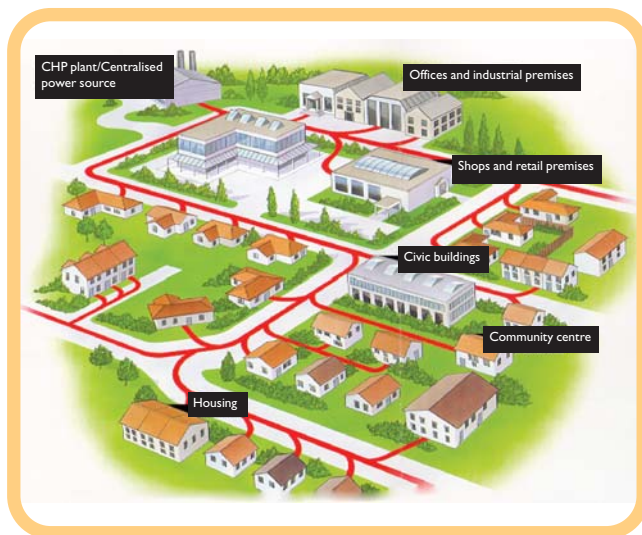 CHP plant/Centralised
power source
Offices and industrial premises
Shops and retail premises
Civic buildings
Community centre
Housing